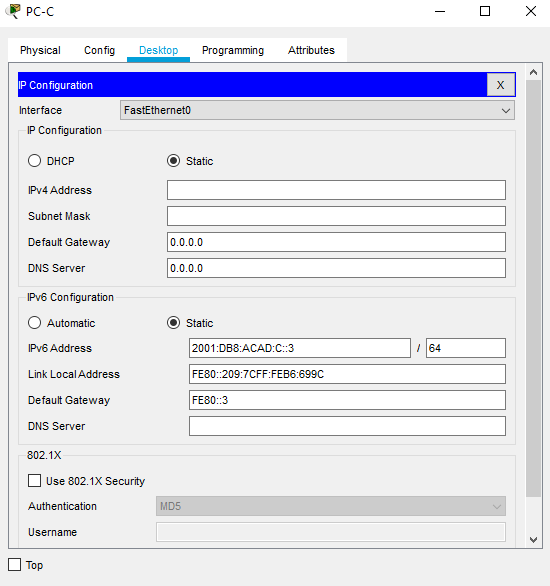 PC-C
Physical Config Desktop Programming Attributes
IP Configuration X
Interface FastEthernet0
IP Configuration
DHCP Static
IPv4 Address
Subnet Mask
Default Gateway 0.0.0.0
DNS Server 0.0.0.0
IPv6 Configuration
Automatic Static
IPv6 Address 2001:DB8:ACAD:C::3 / 64
Link Local Address FE80::209:7CFF:FEB6:699C
Default Gateway FE80::3
DNS Server
802.1X
Use 802.1X Security
Authentication MD5
Username
Top